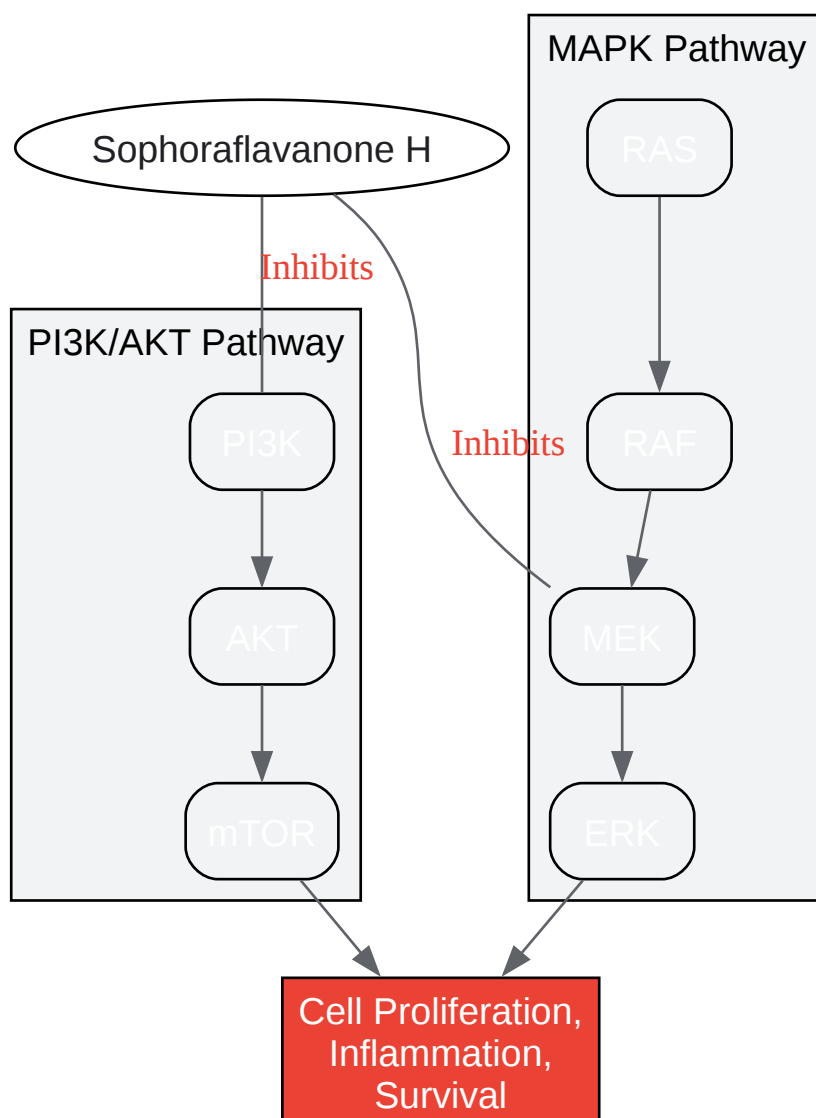 MAPK Pathway
Sophoraflavanone H
RAS
Inhibits
PI3K/AKT Pathway
PI3K
Inhibits
RAF
AKT
MEK
mTOR
ERK
Cell Proliferation,
Inflammation,
Survival